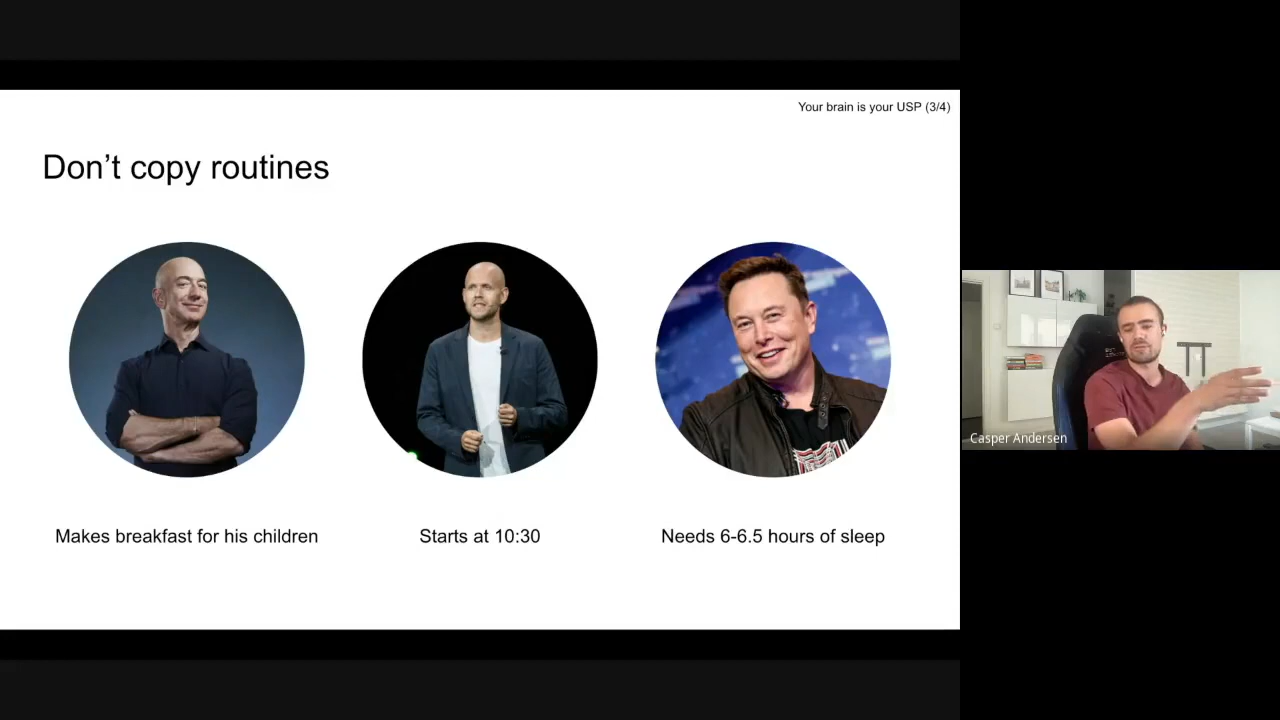 Your brain is your USP (3/4)
Don’t copy routines
Makes breakfast for his children
Starts at 10:30
Needs 6-6.5 hours of sleep
Casper Andersen